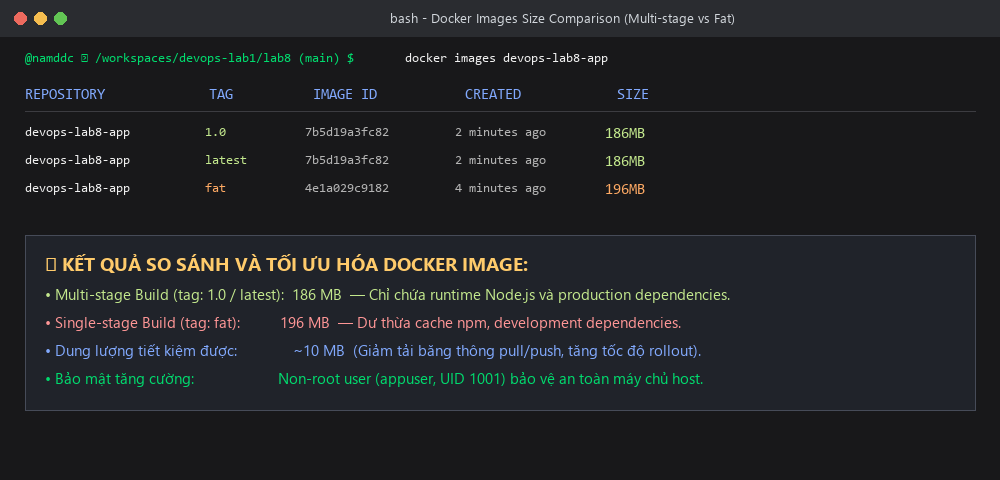 bash - Docker Images Size Comparison (Multi-stage vs Fat)
@namddc /workspaces/devops-lab1/lab8 (main) $ docker images devops-lab8-app
REPOSITORY TAG IMAGE ID CREATED SIZE
devops-lab8-app 1.0 7b5d19a3fc82 2 minutes ago 186MB
devops-lab8-app latest 7b5d19a3fc82 2 minutes ago 186MB
devops-lab8-app fat 4e1a029c9182 4 minutes ago 196MB
KẾT QUẢ SO SÁNH VÀ TỐI ƯU HÓA DOCKER IMAGE:
• Multi-stage Build (tag: 1.0 / latest): 186 MB — Chỉ chứa runtime Node.js và production dependencies.
• Single-stage Build (tag: fat): 196 MB — Dư thừa cache npm, development dependencies.
• Dung lượng tiết kiệm được: ~10 MB (Giảm tải băng thông pull/push, tăng tốc độ rollout).
• Bảo mật tăng cường: Non-root user (appuser, UID 1001) bảo vệ an toàn máy chủ host.